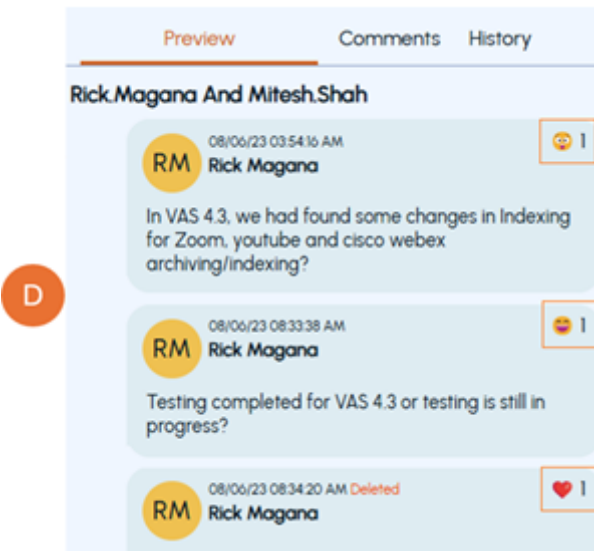 Preview Comments History
Rick.Magana And Mitesh.Shah
08/06/23 03:54:16 AM
RM Rick Magana
1
In VAS 4.3, we had found some changes in Indexing
for Zoom, youtube and cisco webex
archiving/indexing?
D
08/06/23 08:33:38 AM
RM Rick Magana
1
Testing completed for VAS 4.3 or testing is still in
progress?
08/06/23 08:34:20 AM Deleted
RM Rick Magana
1